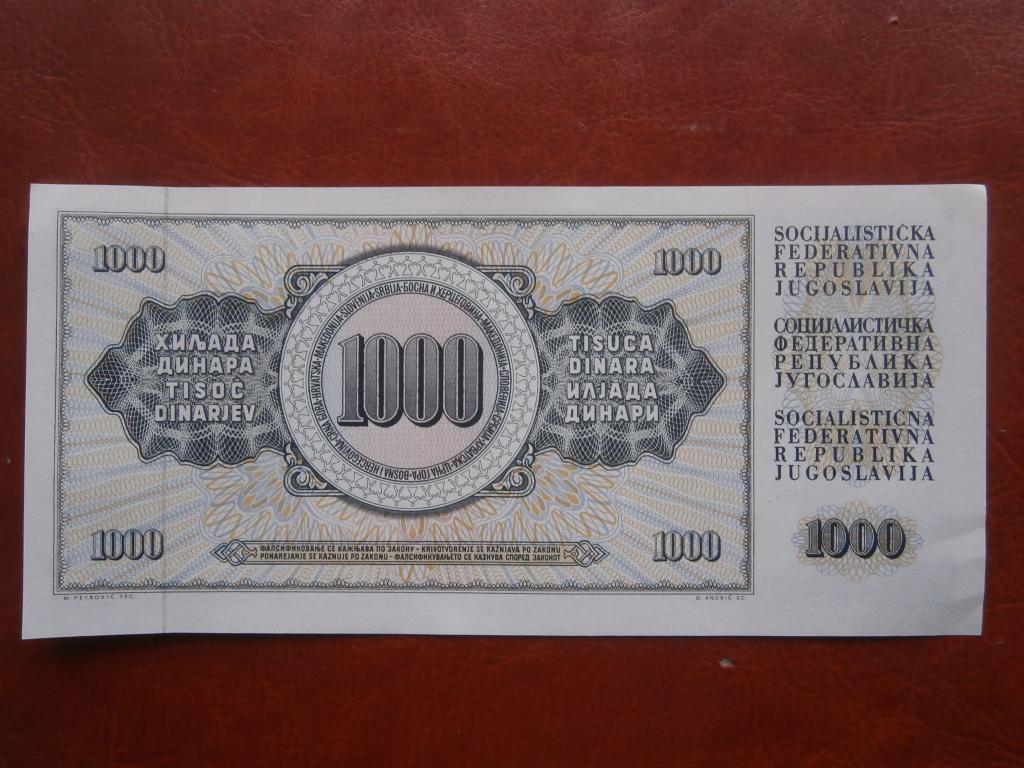 1000
1000
ХИЉАДА
ДИНАРА
TISOČ
DINARJEV
1000
TISUĆA
DINARA
ИЛЈАДА
ДИНАРИ
1000
ФАЛСИФИКОВАЊЕ СЕ КАЖЊАВА ПО ЗАКОНУ - KRIVOTVORENJE SE KAŽNJAVA PO ZAKONU
PONAREJANJE SE KAZNUJE PO ZAKONU - ФАЛСИФИКУВАЊЕТО СЕ КАЗНУВА СПОРЕД ЗАКОНОТ
1000
M. PETROVIĆ FEC.
D. ANDRIĆ SC.
SOCIJALISTIČKA
FEDERATIVNA
REPUBLIKA
JUGOSLAVIJA
СОЦИЈАЛИСТИЧКА
ФЕДЕРАТИВНА
РЕПУБЛИКА
ЈУГОСЛАВИЈА
SOCIALISTIČNA
FEDERATIVNA
REPUBLIKA
JUGOSLAVIJA
1000